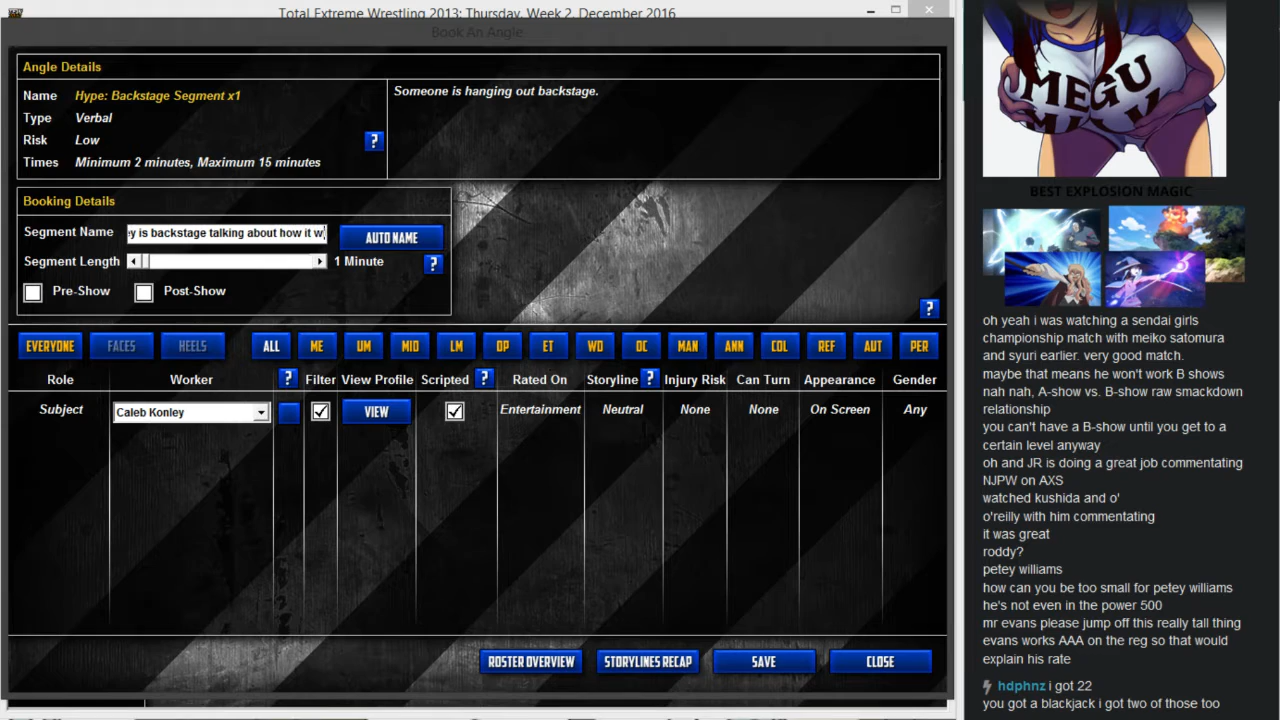 Total Extreme Wrestling 2013: Thursday, Week 2, December 2016
Book An Angle
Angle Details
Name Hype: Backstage Segment x1
Type Verbal
Risk Low
?
Times Minimum 2 minutes, Maximum 15 minutes
Someone is hanging out backstage.
Booking Details
Segment Name y is backstage talking about how it w AUTO NAME
Segment Length 1 Minute ?
Pre-Show Post-Show
?
EVERYONE FACES HEELS ALL ME UM MID LM OP ET WD DC MAN ANN COL REF AUT PER
Role Worker ? Filter View Profile Scripted ? Rated On Storyline ? Injury Risk Can Turn Appearance Gender
Subject Caleb Konley VIEW Entertainment Neutral None None On Screen Any
ROSTER OVERVIEW STORYLINES RECAP SAVE CLOSE
MEGU
MIN
BEST EXPLOSION MAGIC
oh yeah i was watching a sendai girls
championship match with meiko satomura
and syuri earlier. very good match.
maybe that means he won't work B shows
nah nah, A-show vs. B-show raw smackdown
relationship
you can't have a B-show until you get to a
certain level anyway
oh and JR is doing a great job commentating
NJPW on AXS
watched kushida and o'
o'reilly with him commentating
it was great
roddy?
petey williams
how can you be too small for petey williams
he's not even in the power 500
mr evans please jump off this really tall thing
evans works AAA on the reg so that would
explain his rate
hdphnz i got 22
you got a blackjack i got two of those too